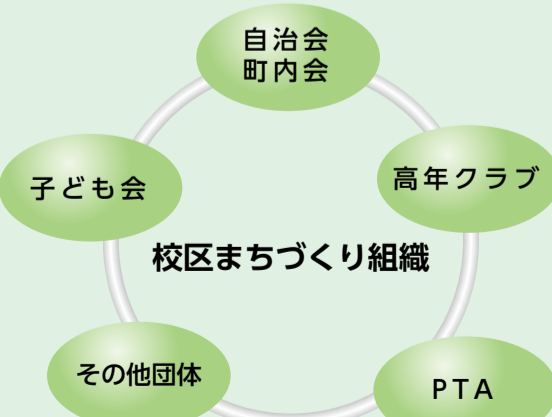 自治会
町内会
子ども会
高年クラブ
校区まちづくり組織
その他団体
PTA